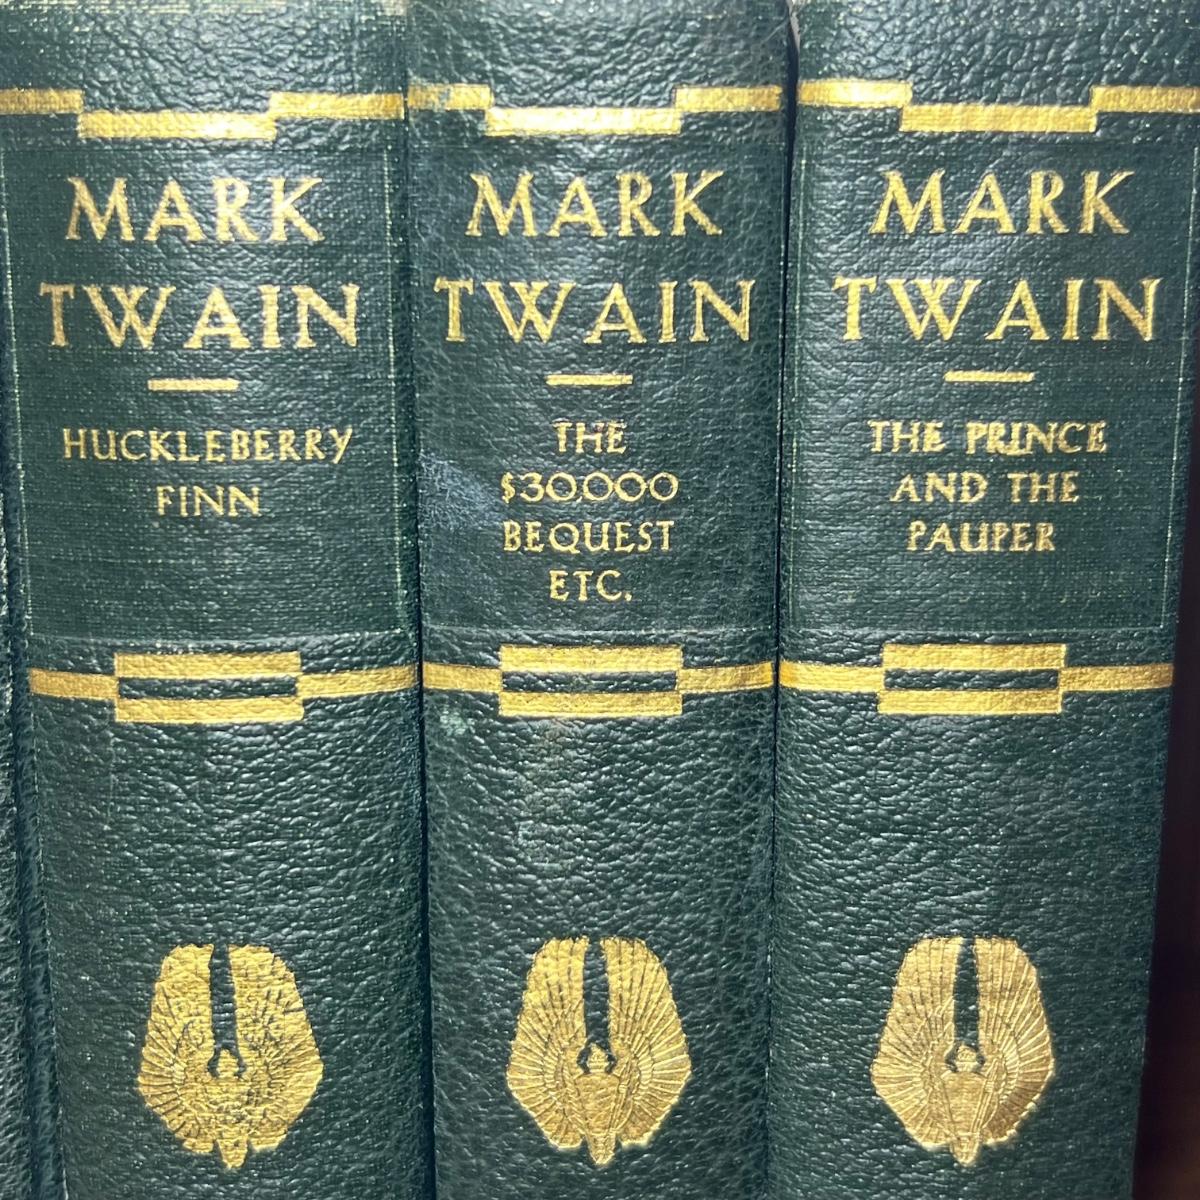 MARK
TWAIN
HUCKLEBERRY
FINN
MARK
TWAIN
THE
$30,000
BEQUEST
ETC.
MARK
TWAIN
THE PRINCE
AND THE
PAUPER